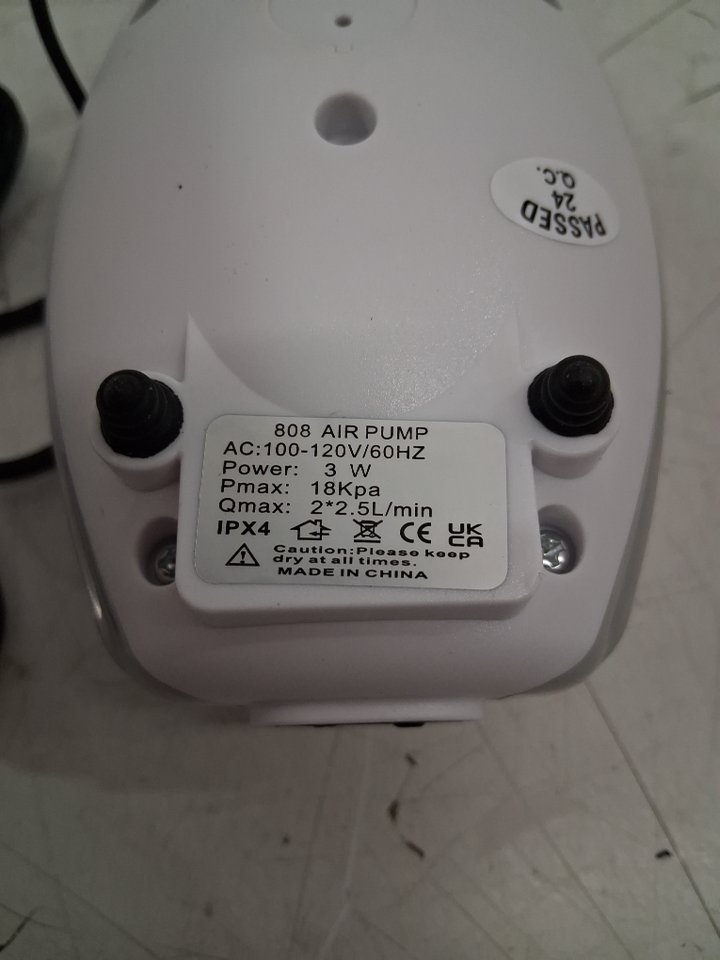 PASSED
24
Q.C.
808 AIR PUMP
AC:100-120V/60HZ
Power: 3 W
Pmax: 18Kpa
Qmax: 2*2.5L/min
IPX4 CE UK
CA
Caution:Please keep
dry at all times.
MADE IN CHINA